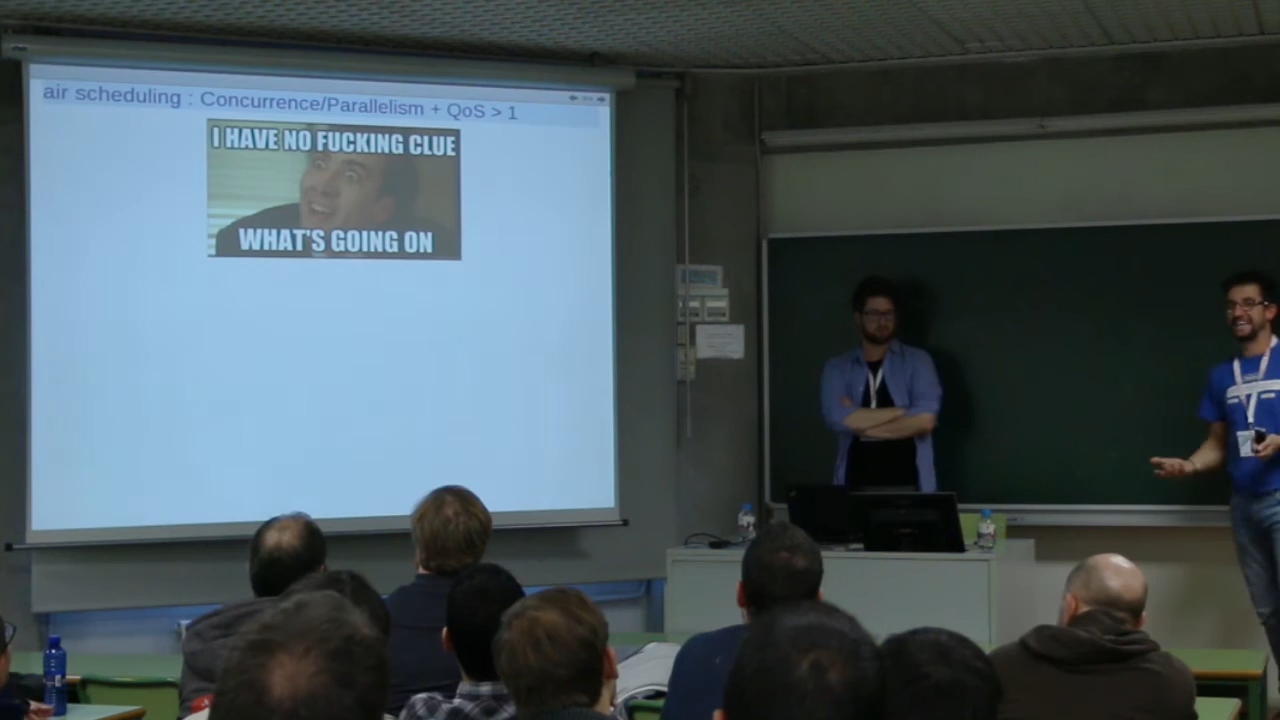 air scheduling : Concurrence/Parallelism + QoS > 1
I HAVE NO FUCKING CLUE
WHAT'S GOING ON